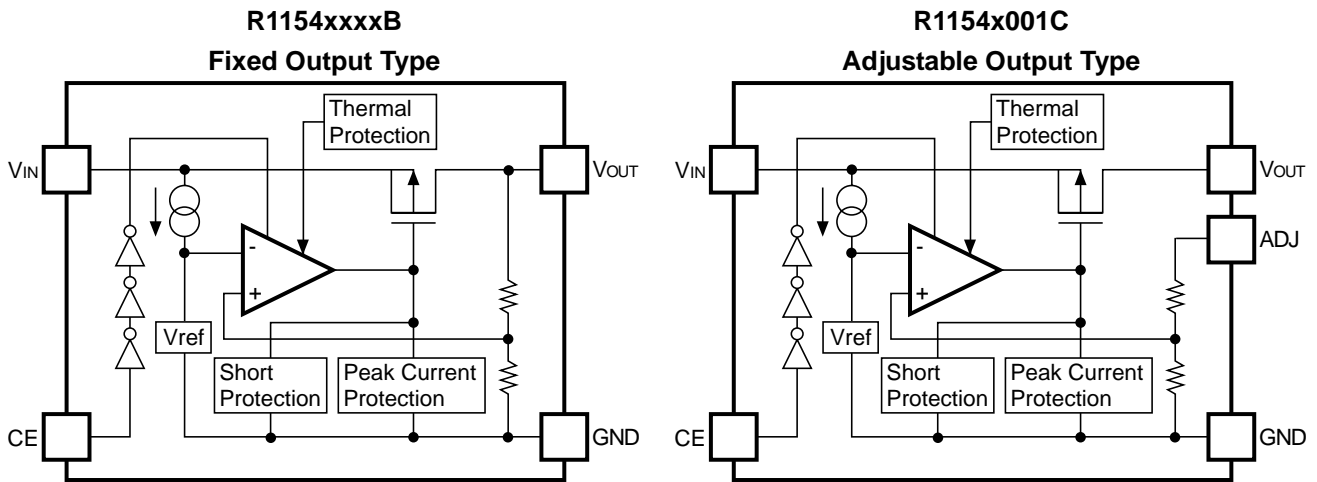 R1154xxxxB
Fixed Output Type
Thermal
Protection
VIN
VOUT
-
+
Vref
Short
Protection
Peak Current
Protection
CE
GND
R1154x001C
Adjustable Output Type
Thermal
Protection
VIN
VOUT
ADJ
-
+
Vref
Short
Protection
Peak Current
Protection
CE
GND